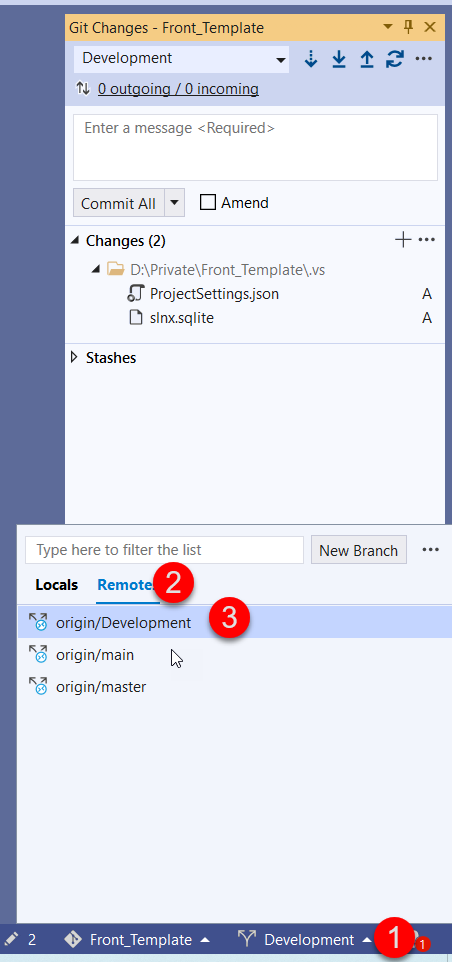 Git Changes - Front_Template
Development
0 outgoing / 0 incoming
Enter a message <Required>
Commit All
Amend
Changes (2)
D:\Private\Front_Template\.vs
ProjectSettings.json A
slnx.sqlite A
Stashes
Type here to filter the list
New Branch
Locals Remote 2
origin/Development 3
origin/main
origin/master
2 Front_Template Development 1 1